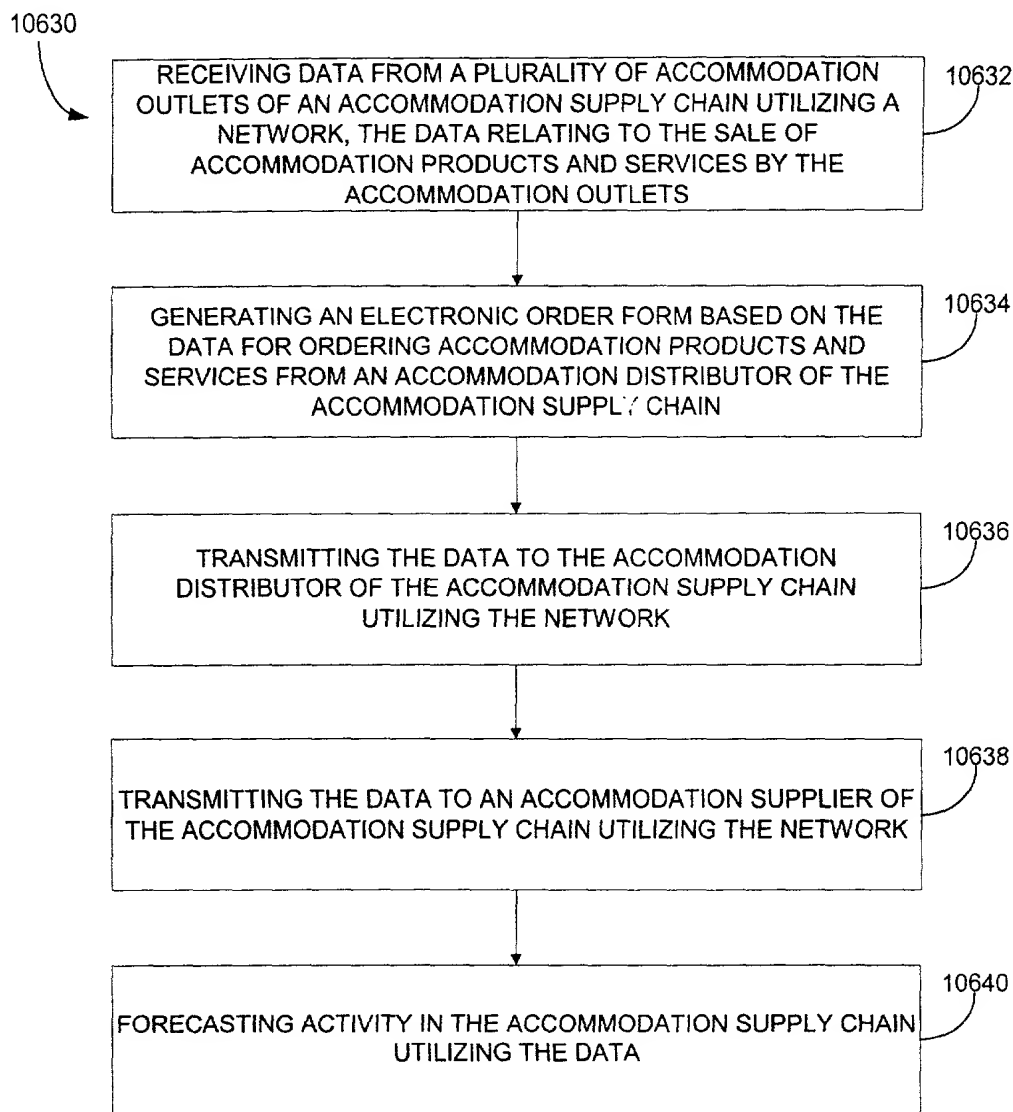 10630
RECEIVING DATA FROM A PLURALITY OF ACCOMMODATION
OUTLETS OF AN ACCOMMODATION SUPPLY CHAIN UTILIZING A
NETWORK, THE DATA RELATING TO THE SALE OF
ACCOMMODATION PRODUCTS AND SERVICES BY THE
ACCOMMODATION OUTLETS
10632
GENERATING AN ELECTRONIC ORDER FORM BASED ON THE
DATA FOR ORDERING ACCOMMODATION PRODUCTS AND
SERVICES FROM AN ACCOMMODATION DISTRIBUTOR OF THE
ACCOMMODATION SUPPLY CHAIN
10634
TRANSMITTING THE DATA TO THE ACCOMMODATION
DISTRIBUTOR OF THE ACCOMMODATION SUPPLY CHAIN
UTILIZING THE NETWORK
10636
TRANSMITTING THE DATA TO AN ACCOMMODATION SUPPLIER OF
THE ACCOMMODATION SUPPLY CHAIN UTILIZING THE NETWORK
10638
FORECASTING ACTIVITY IN THE ACCOMMODATION SUPPLY CHAIN
UTILIZING THE DATA
10640